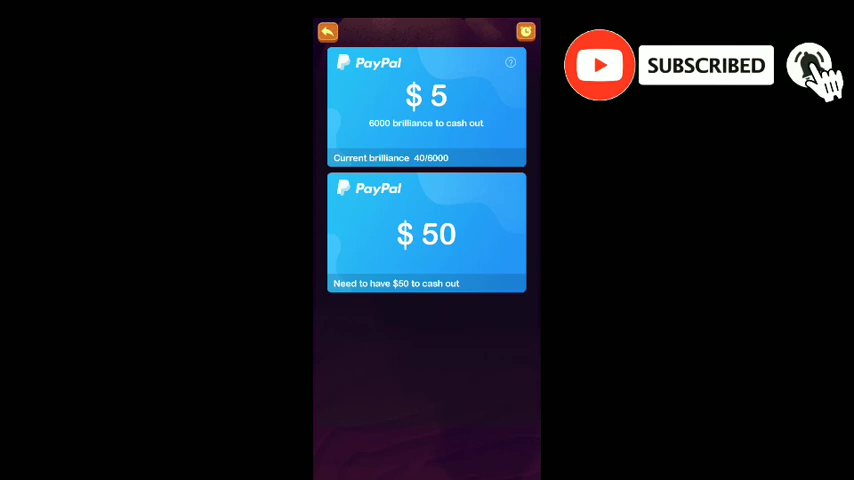 PayPal
$ 5
6000 brilliance to cash out
Current brilliance 40/6000
PayPal
$ 50
Need to have $50 to cash out
SUBSCRIBED